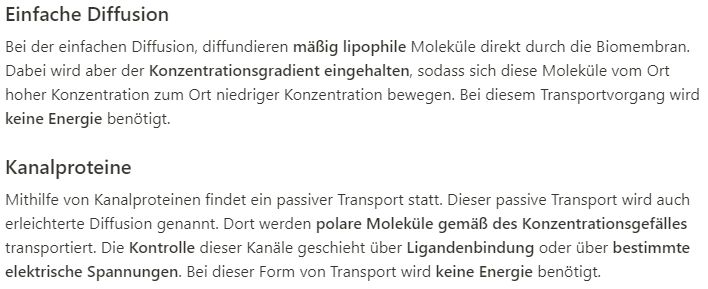 Einfache Diffusion
Bei der einfachen Diffusion, diffundieren mäßig lipophile Moleküle direkt durch die Biomembran.
Dabei wird aber der Konzentrationsgradient eingehalten, sodass sich diese Moleküle vom Ort
hoher Konzentration zum Ort niedriger Konzentration bewegen. Bei diesem Transportvorgang wird
keine Energie benötigt.
Kanalproteine
Mithilfe von Kanalproteinen findet ein passiver Transport statt. Dieser passive Transport wird auch
erleichterte Diffusion genannt. Dort werden polare Moleküle gemäß des Konzentrationsgefälles
transportiert. Die Kontrolle dieser Kanäle geschieht über Ligandenbindung oder über bestimmte
elektrische Spannungen. Bei dieser Form von Transport wird keine Energie benötigt.